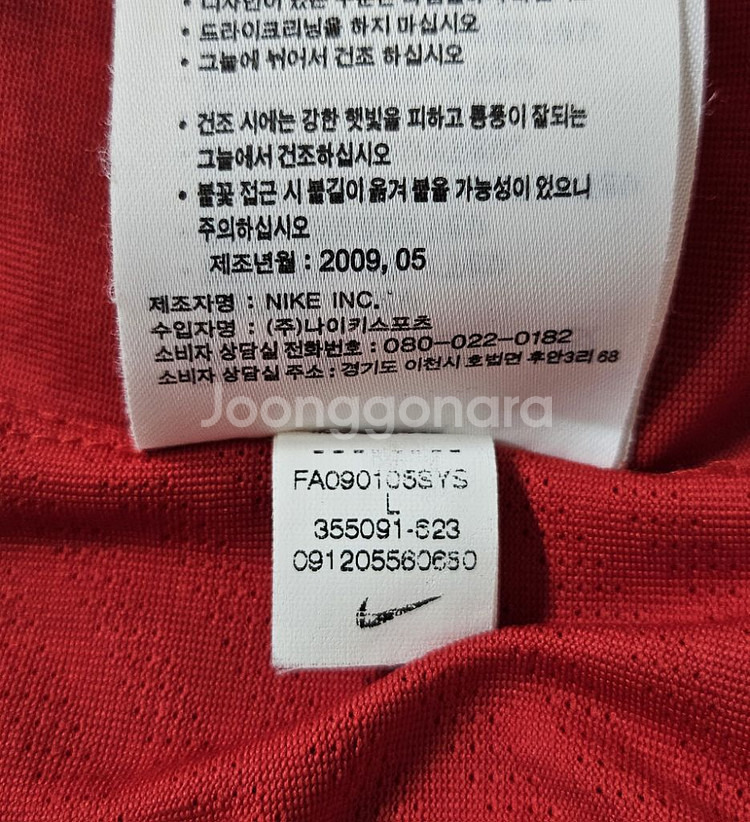 • 드라이크리닝을 하지 마십시오
• 그늘에 뉘어서 건조 하십시오
• 건조 시에는 강한 햇빛을 피하고 통풍이 잘되는
그늘에서 건조하십시오
• 불꽃 접근 시 불길이 옮겨 붙을 가능성이 있으니
주의하십시오
제조년월 : 2009, 05
제조자명 : NIKE INC.
수입자명 : (주)나이키스포츠
소비자 상담실 전화번호 : 080-022-0182
소비자 상담실 주소 : 경기도 이천시 호법면 후안3리 68
Joonggonara
FA090105SYS
L
355091-623
091205560650